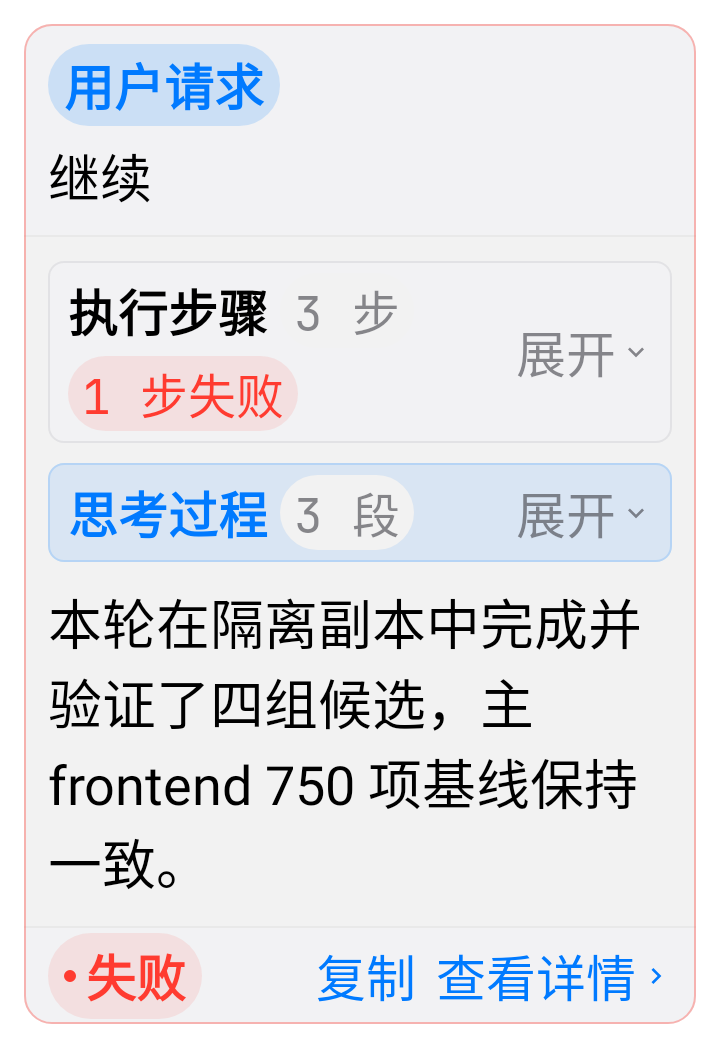 用户请求
继续
执行步骤 3 步
展开
1 步失败
思考过程 3 段 展开
本轮在隔离副本中完成并
验证了四组候选，主
frontend 750 项基线保持
一致。
失败 复制 查看详情